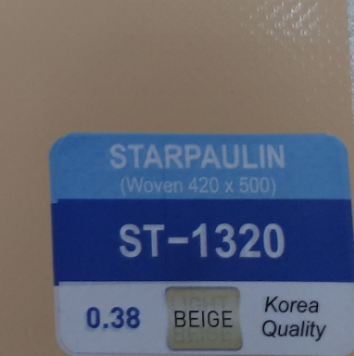 STARPAULIN
(Woven 420 x 500)
ST-1320
0.38 BEIGE Korea
Quality